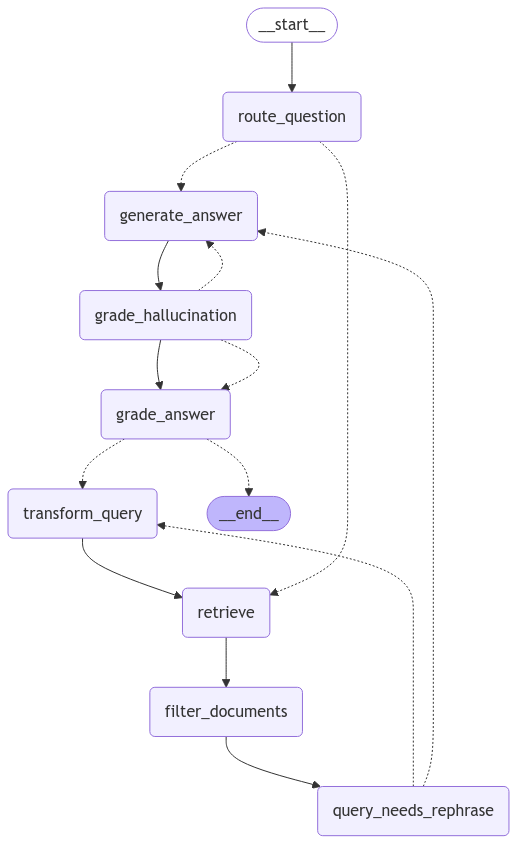 __start__
route_question
generate_answer
grade_hallucination
grade_answer
transform_query
__end__
retrieve
filter_documents
query_needs_rephrase